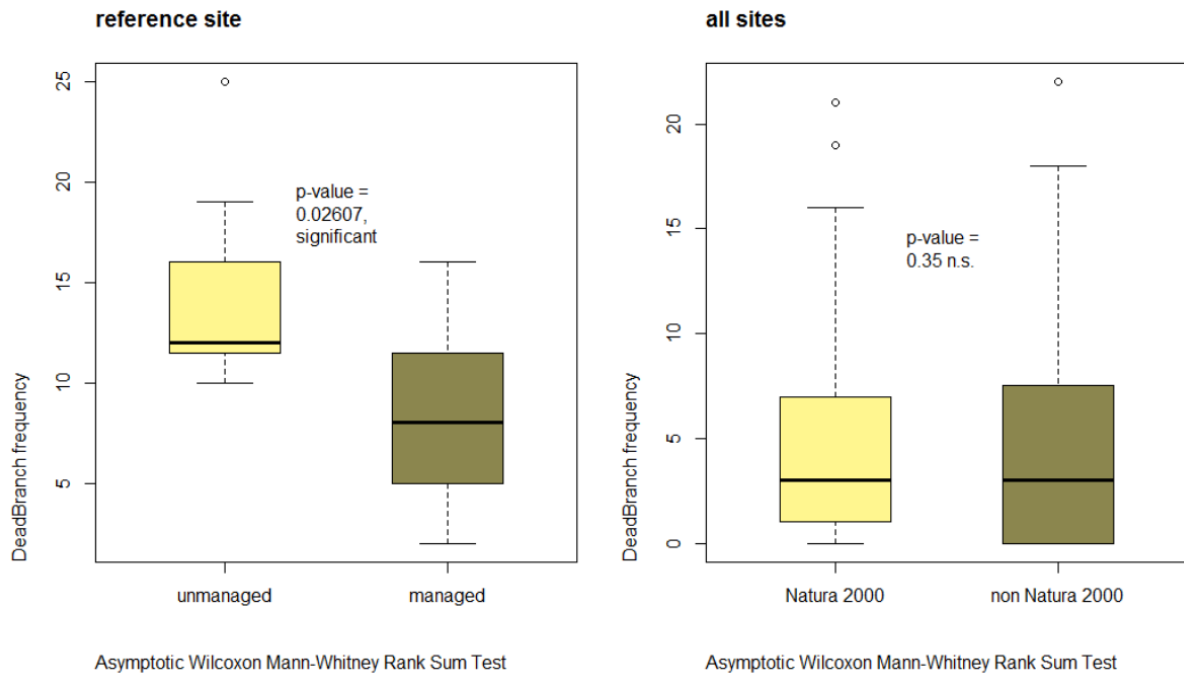 reference site
25
20
15
10
5
DeadBranch frequency
p-value =
0.02607,
significant
unmanaged
managed
Asymptotic Wilcoxon Mann-Whitney Rank Sum Test
all sites
20
15
10
5
0
DeadBranch frequency
p-value =
0.35 n.s.
Natura 2000
non Natura 2000
Asymptotic Wilcoxon Mann-Whitney Rank Sum Test